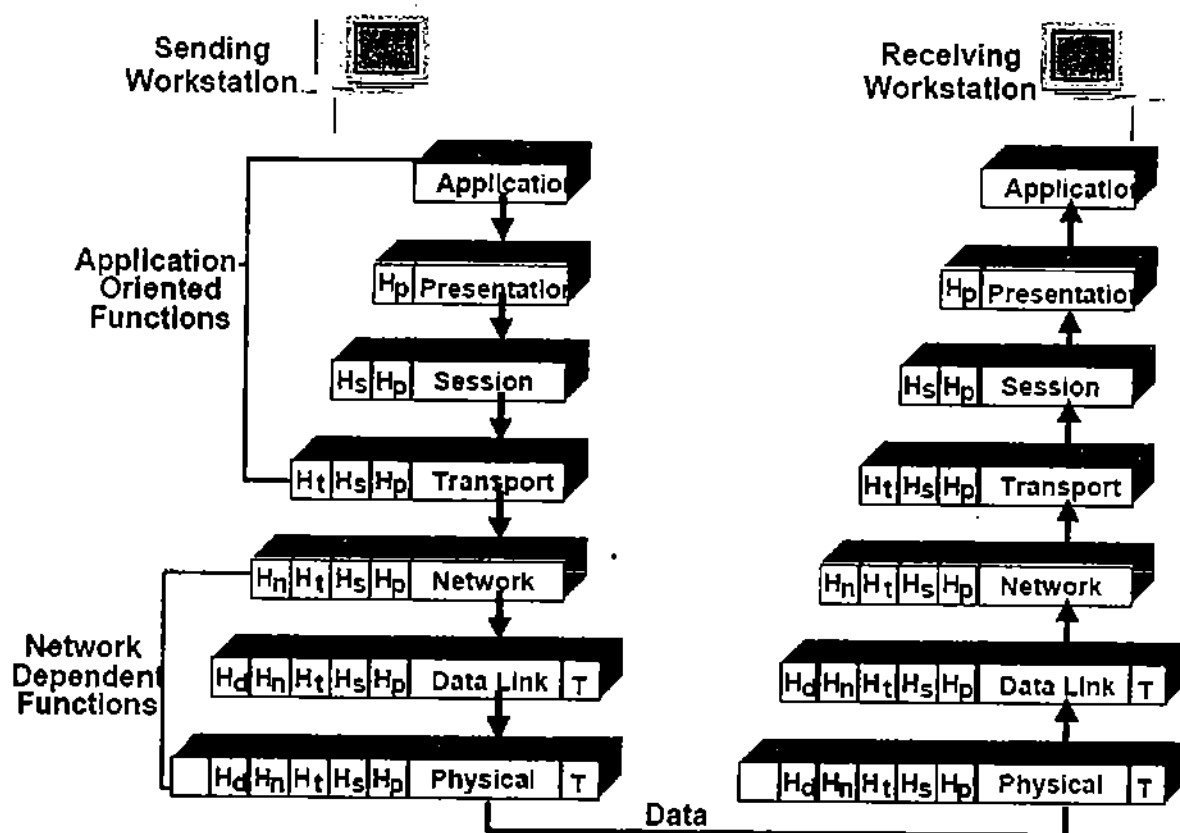 Sending
Workstation
Receiving
Workstation
Application
Application
Application-
Oriented
Functions
Hp Presentation
Hp Presentation
Hs Hp Session
Hs Hp Session
Ht Hs Hp Transport
Ht Hs Hp Transport
Hn Ht Hs Hp Network
Hn Ht Hs Hp Network
Network
Dependent
Functions
Hd Hn Ht Hs Hp Data Link T
Hd Hn Ht Hs Hp Data Link T
Hd Hn Ht Hs Hp Physical T
Hd Hn Ht Hs Hp Physical T
Data